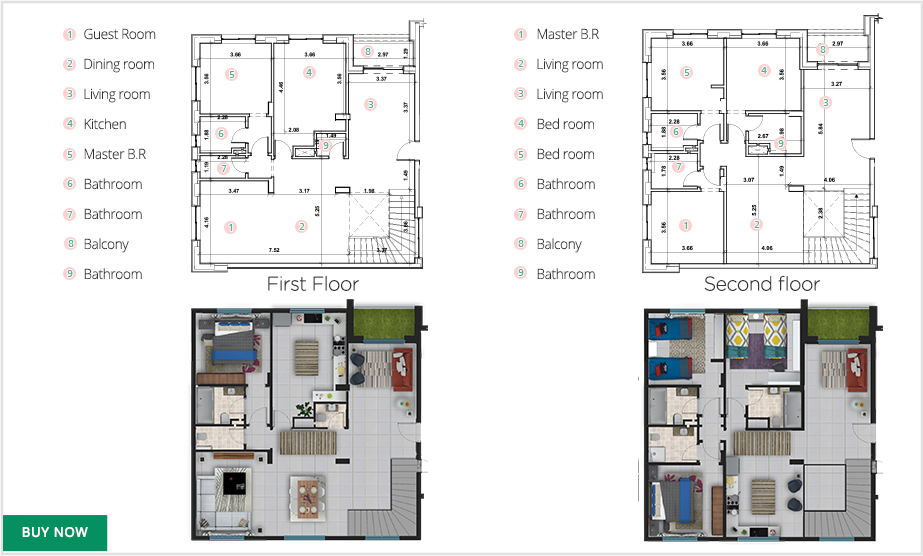 1 Guest Room
2 Dining room
3 Living room
4 Kitchen
5 Master B.R
6 Bathroom
7 Bathroom
8 Balcony
9 Bathroom
3.66 3.66 8 2.97 1.29
3.56 5 4.46 4 3.56 3.37
3 3.37
2.28
1.88 6 2.08 1.49
9
2.28
1.19 7
3.47 3.17 1.98 1.49
4.16 1 5.25 2 3.86
7.52 3.37
First Floor
1 Master B.R
2 Living room
3 Living room
4 Bed room
5 Bed room
6 Bathroom
7 Bathroom
8 Balcony
9 Bathroom
3.66 3.66 8 2.97
3.56 5 4 3.56 3.27
3
2.28
1.88 6 2.67 1.98 5.84
9
2.28
1.78 7 1.49
3.07 4.06
3.56 1 5.25 2 2.38
3.66 4.06
Second floor
BUY NOW